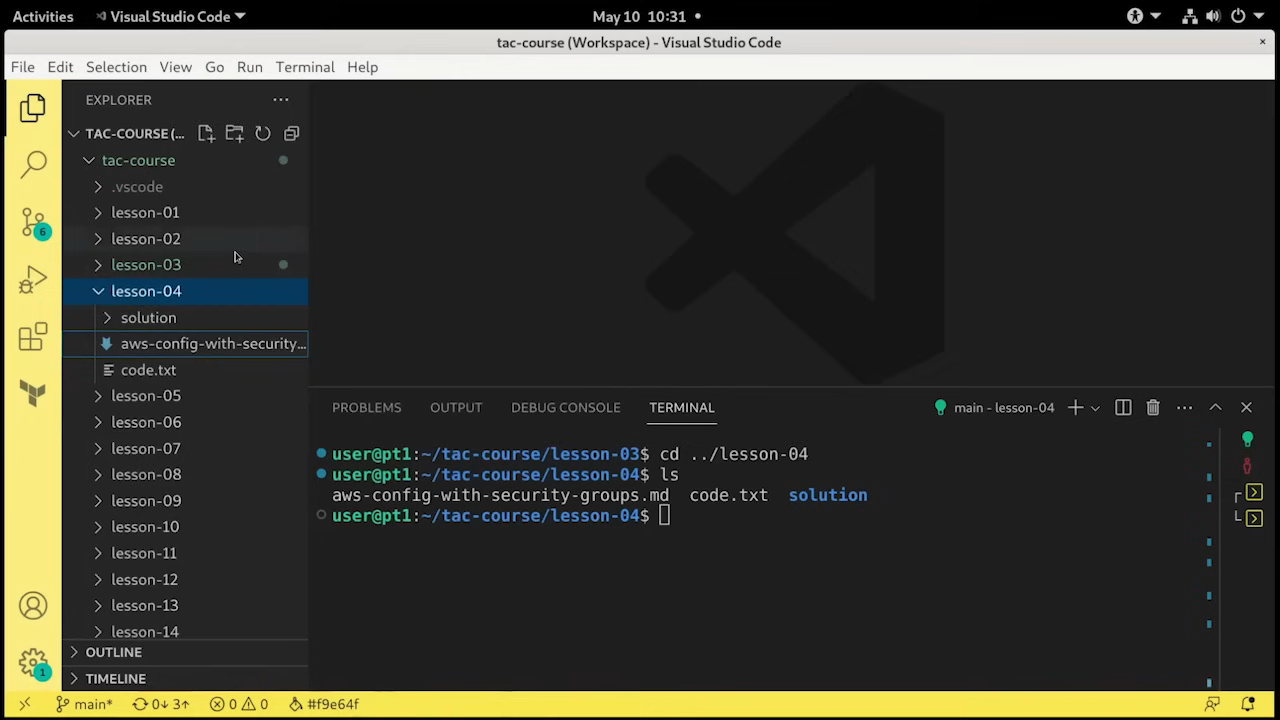 Activities Visual Studio Code May 10 10:31
tac-course (Workspace) - Visual Studio Code
File Edit Selection View Go Run Terminal Help
EXPLORER
TAC-COURSE (...
tac-course
.vscode
lesson-01
lesson-02
6
lesson-03
lesson-04
solution
aws-config-with-security...
code.txt
lesson-05
lesson-06
lesson-07
lesson-08
lesson-09
lesson-10
lesson-11
lesson-12
lesson-13
lesson-14
OUTLINE
1
TIMELINE
PROBLEMS OUTPUT DEBUG CONSOLE TERMINAL main - lesson-04
user@pt1:~/tac-course/lesson-03$ cd ../lesson-04
user@pt1:~/tac-course/lesson-04$ ls
aws-config-with-security-groups.md code.txt solution
user@pt1:~/tac-course/lesson-04$
main* 0↓ 3↑ 0 0 #f9e64f